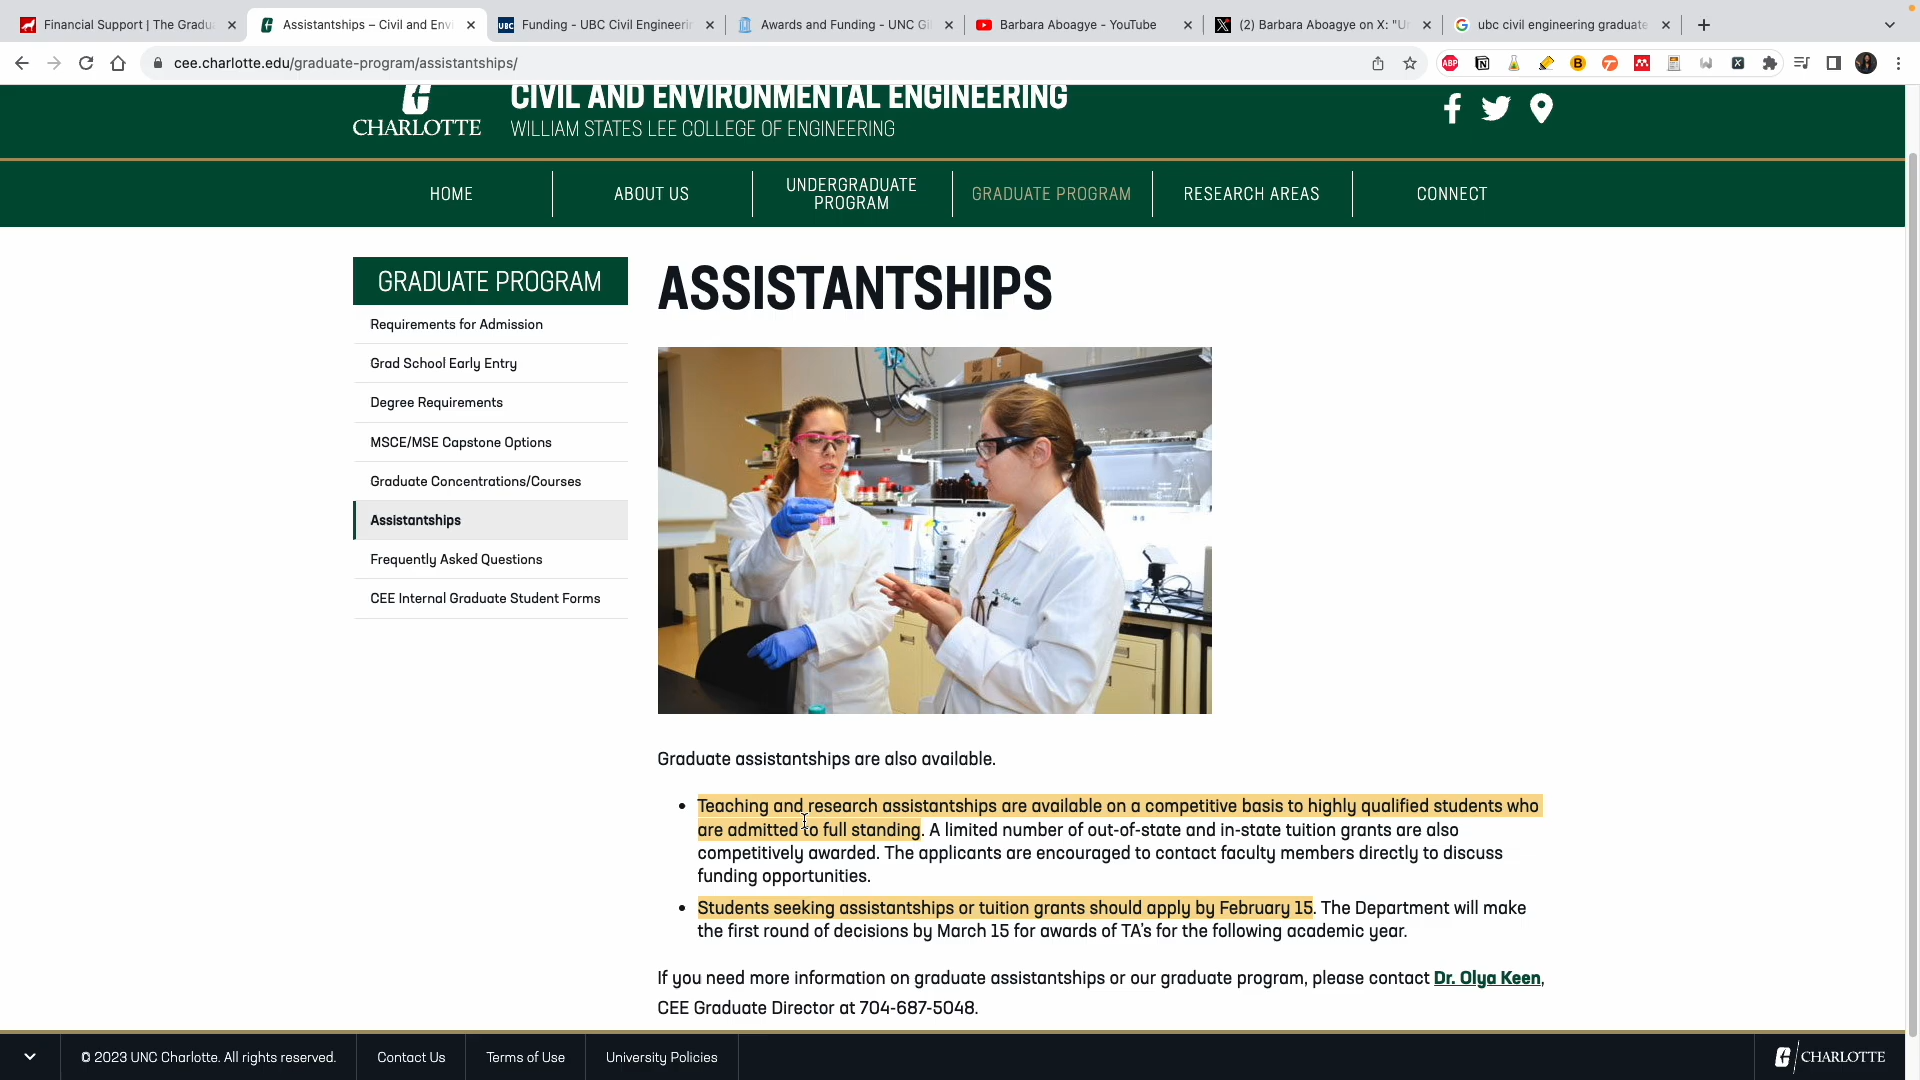 Financial Support | The Gradu
Assistantships – Civil and Envi
UBC
Funding - UBC Civil Engineerin
Awards and Funding - UNC Gi
Barbara Aboagye - YouTube
(2) Barbara Aboagye on X: "U
ubc civil engineering graduate
cee.charlotte.edu/graduate-program/assistantships/
ABP
CHARLOTTE
CIVIL AND ENVIRONMENTAL ENGINEERING
WILLIAM STATES LEE COLLEGE OF ENGINEERING
HOME
ABOUT US
UNDERGRADUATE
PROGRAM
GRADUATE PROGRAM
RESEARCH AREAS
CONNECT
GRADUATE PROGRAM
Requirements for Admission
Grad School Early Entry
Degree Requirements
MSCE/MSE Capstone Options
Graduate Concentrations/Courses
Assistantships
Frequently Asked Questions
CEE Internal Graduate Student Forms
ASSISTANTSHIPS
Dr. Olya Keen
Graduate assistantships are also available.
• Teaching and research assistantships are available on a competitive basis to highly qualified students who
are admitted to full standing. A limited number of out-of-state and in-state tuition grants are also
competitively awarded. The applicants are encouraged to contact faculty members directly to discuss
funding opportunities.
• Students seeking assistantships or tuition grants should apply by February 15. The Department will make
the first round of decisions by March 15 for awards of TA's for the following academic year.
If you need more information on graduate assistantships or our graduate program, please contact Dr. Olya Keen,
CEE Graduate Director at 704-687-5048.
© 2023 UNC Charlotte. All rights reserved.
Contact Us
Terms of Use
University Policies
CHARLOTTE